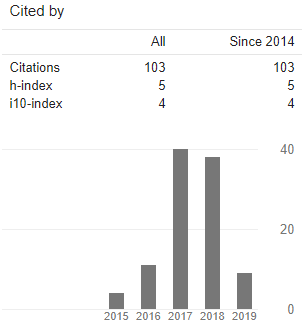 Cited by
All Since 2014
Citations 103 103
h-index 5 5
i10-index 4 4
40
20
0
2015 2016 2017 2018 2019